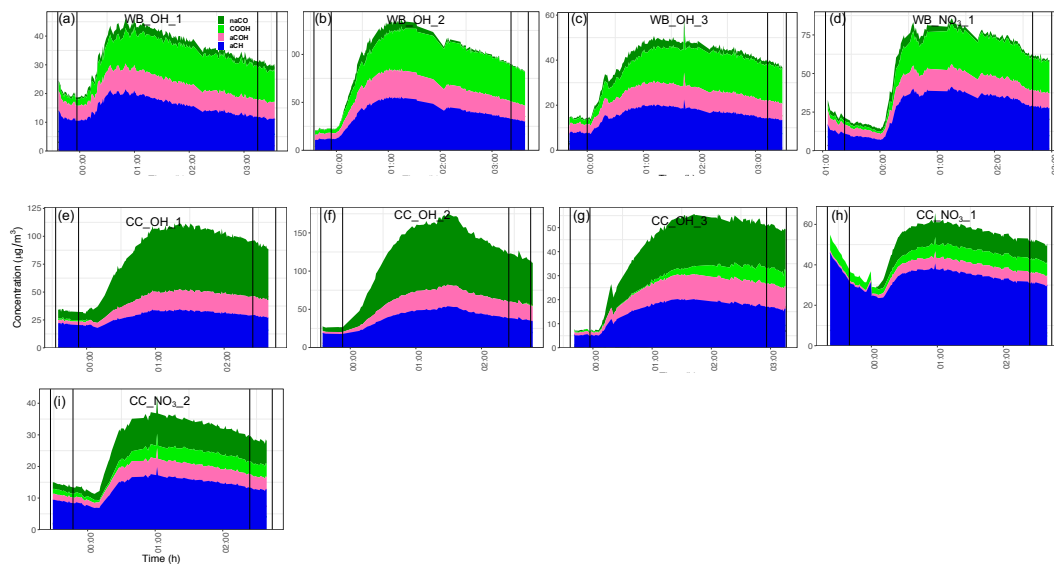 (a) WB_OH_1
naCO
COOH
aCOH
aCH
40
30
20
10
0
00:00 01:00 02:00 03:00
(b) WB_OH_2
50
0
00:00 01:00 02:00 03:00
(c) WB_OH_3
60
40
20
0
00:00 01:00 02:00 03:00
(d) WB_NO₃_1
75
50
25
0
01:00 00:00 01:00 02:00
Concentration (µg/m³)
(e) CC_OH_1
125
100
75
50
25
0
00:00 01:00 02:00
(f) CC_OH_2
150
100
50
0
00:00 01:00 02:00
(g) CC_OH_3
50
40
30
20
10
0
00:00 01:00 02:00 03:00
(h) CC_NO₃_1
60
40
20
0
00:00 01:00 02:00
(i) CC_NO₃_2
40
30
20
10
0
00:00 01:00 02:00
Time (h)